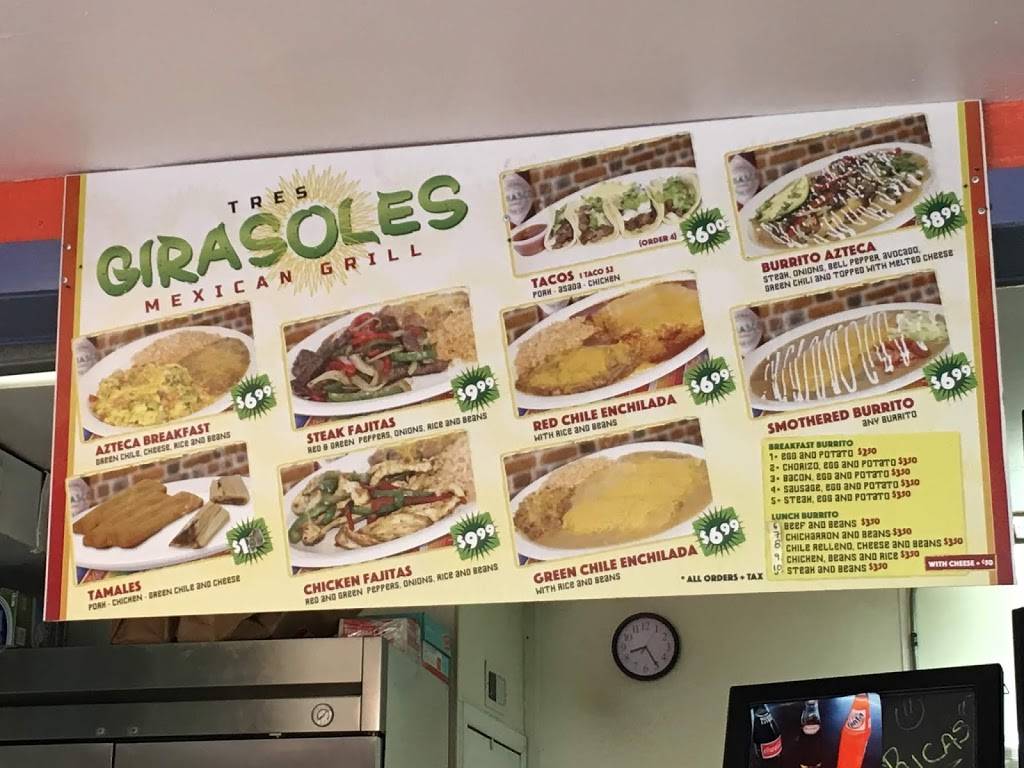 TRES
GIRASOLES
MEXICAN GRILL
(ORDER 4)
$6.00
TACOS 1 TACO $2
PORK - ASADA - CHICKEN
$8.99
BURRITO AZTECA
STEAK, ONIONS, BELL PEPPER, AVOCADO,
GREEN CHILI AND TOPPED WITH MELTED CHEESE
$6.99
AZTECA BREAKFAST
GREEN CHILE, CHEESE, RICE AND BEANS
$9.99
STEAK FAJITAS
RED & GREEN PEPPERS, ONIONS, RICE AND BEANS
$6.99
RED CHILE ENCHILADA
WITH RICE AND BEANS
$6.99
SMOTHERED BURRITO
ANY BURRITO
$1
TAMALES
PORK - CHICKEN - GREEN CHILE AND CHEESE
$9.99
CHICKEN FAJITAS
RED AND GREEN PEPPERS, ONIONS, RICE AND BEANS
$6.99
GREEN CHILE ENCHILADA
WITH RICE AND BEANS
* ALL ORDERS + TAX
BREAKFAST BURRITO
1- EGG AND POTATO
2- CHORIZO, EGG AND POTATO $3.50
3- BACON, EGG AND POTATO $3.50
4- SAUSAGE, EGG AND POTATO $3.50
5- STEAK, EGG AND POTATO $3.50
LUNCH BURRITO
6 BEEF AND BEANS $3.50
7 CHICHARRON AND BEANS $3.50
8 CHILE RELLENO, CHEESE AND BEANS $3.50
9 CHICKEN, BEANS AND RICE $3.50
10 STEAK AND BEANS $3.50
WITH CHEESE + ¢50
RICAS